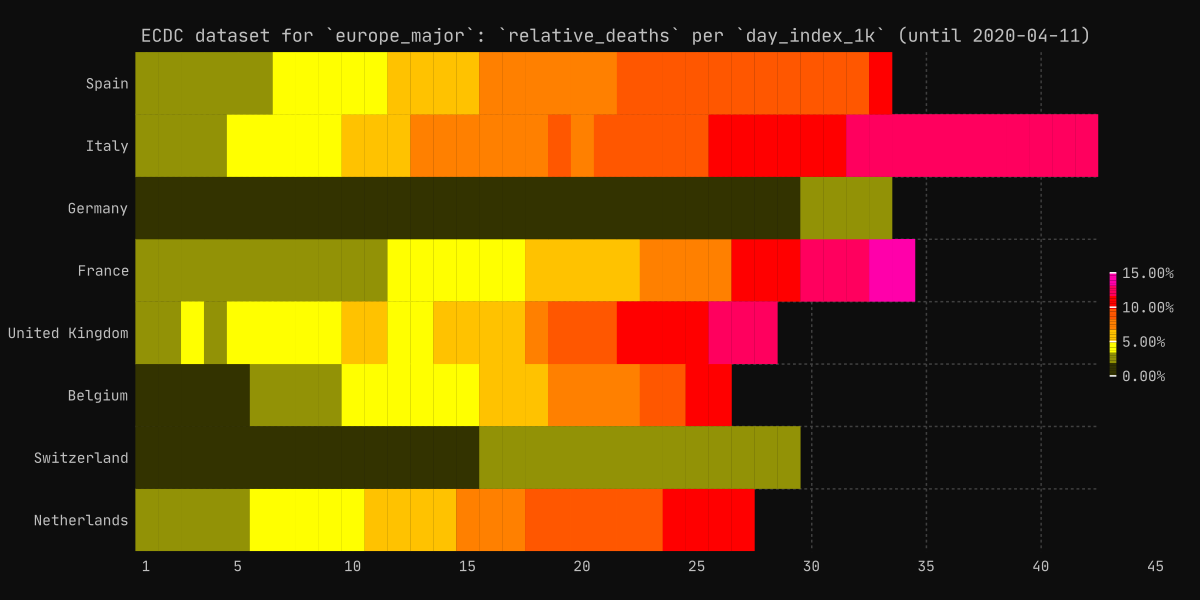 ECDC dataset for `europe_major`: `relative_deaths` per `day_index_1k` (until 2020-04-11)
Spain
Italy
Germany
France
United Kingdom
Belgium
Switzerland
Netherlands
15.00%
10.00%
5.00%
0.00%
1 5 10 15 20 25 30 35 40 45